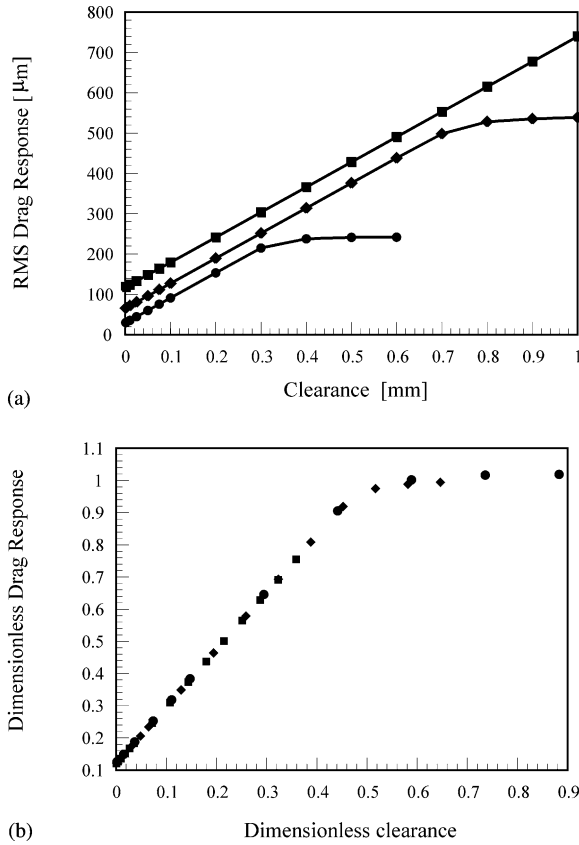 800
700
600
500
400
300
200
100
0
RMS Drag Response [μm]
0 0.1 0.2 0.3 0.4 0.5 0.6 0.7 0.8 0.9 1
Clearance [mm]
(a)
1.1
1
0.9
0.8
0.7
0.6
0.5
0.4
0.3
0.2
0.1
Dimensionless Drag Response
0 0.1 0.2 0.3 0.4 0.5 0.6 0.7 0.8 0.9
Dimensionless clearance
(b)